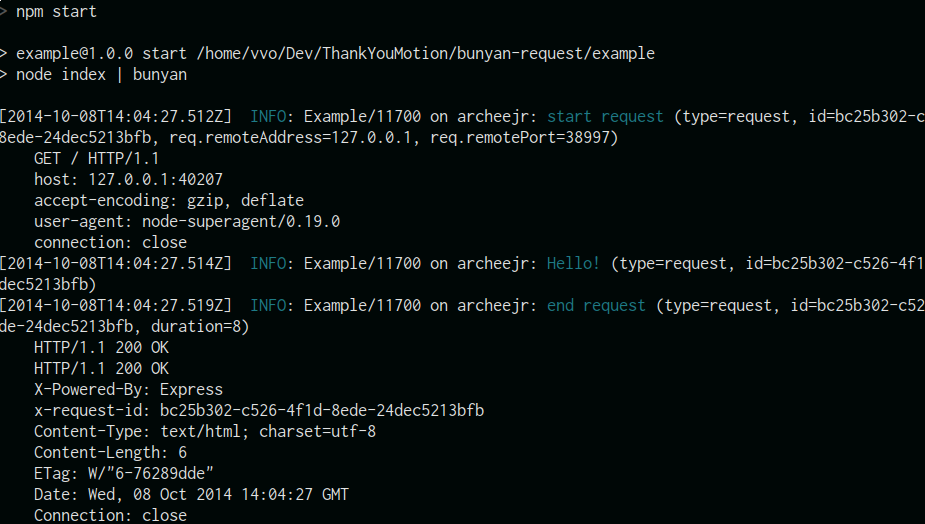 > npm start
> example@1.0.0 start /home/vvo/Dev/ThankYouMotion/bunyan-request/example
> node index | bunyan
[2014-10-08T14:04:27.512Z]  INFO: Example/11700 on archeejr: start request (type=request, id=bc25b302-c
8ede-24dec5213bfb, req.remoteAddress=127.0.0.1, req.remotePort=38997)
GET / HTTP/1.1
host: 127.0.0.1:40207
accept-encoding: gzip, deflate
user-agent: node-superagent/0.19.0
connection: close
[2014-10-08T14:04:27.514Z]  INFO: Example/11700 on archeejr: Hello! (type=request, id=bc25b302-c526-4f1
dec5213bfb)
[2014-10-08T14:04:27.519Z]  INFO: Example/11700 on archeejr: end request (type=request, id=bc25b302-c52
de-24dec5213bfb, duration=8)
HTTP/1.1 200 OK
HTTP/1.1 200 OK
X-Powered-By: Express
x-request-id: bc25b302-c526-4f1d-8ede-24dec5213bfb
Content-Type: text/html; charset=utf-8
Content-Length: 6
ETag: W/"6-76289dde"
Date: Wed, 08 Oct 2014 14:04:27 GMT
Connection: close